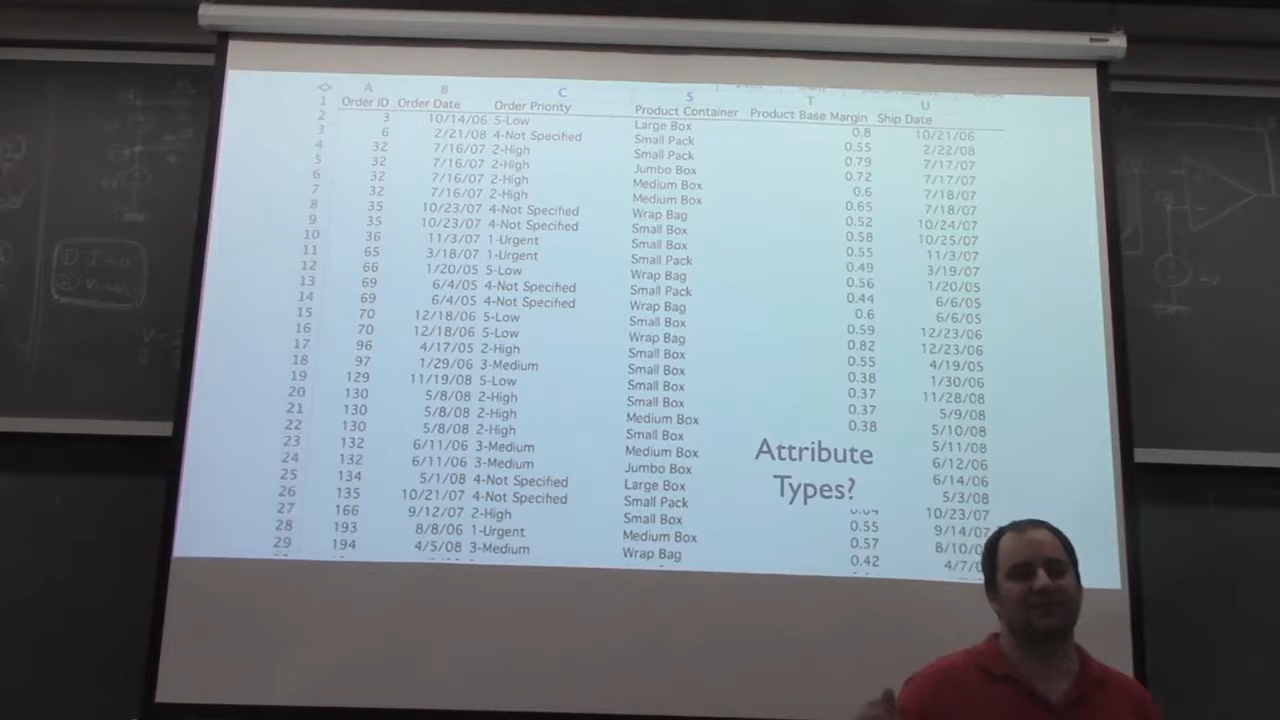 A B C S T U
1 Order ID Order Date Order Priority Product Container Product Base Margin Ship Date
2 3 10/14/06 5-Low Large Box 0.8 10/21/06
3 6 2/21/08 4-Not Specified Small Pack 0.55 2/22/08
4 32 7/16/07 2-High Small Pack 0.79 7/17/07
5 32 7/16/07 2-High Jumbo Box 0.72 7/17/07
6 32 7/16/07 2-High Medium Box 0.6 7/18/07
7 32 7/16/07 2-High Medium Box 0.65 7/18/07
8 35 10/23/07 4-Not Specified Wrap Bag 0.52 10/24/07
9 35 10/23/07 4-Not Specified Small Box 0.58 10/25/07
10 36 11/3/07 1-Urgent Small Box 0.55 11/3/07
11 65 3/18/07 1-Urgent Small Pack 0.49 3/19/07
12 66 1/20/05 5-Low Wrap Bag 0.56 1/20/05
13 69 6/4/05 4-Not Specified Small Pack 0.44 6/6/05
14 69 6/4/05 4-Not Specified Wrap Bag 0.6 6/6/05
15 70 12/18/06 5-Low Small Box 0.59 12/23/06
16 70 12/18/06 5-Low Wrap Bag 0.82 12/23/06
17 96 4/17/05 2-High Small Box 0.55 4/19/05
18 97 1/29/06 3-Medium Small Box 0.38 1/30/06
19 129 11/19/08 5-Low Small Box 0.37 11/28/08
20 130 5/8/08 2-High Small Box 0.37 5/9/08
21 130 5/8/08 2-High Medium Box 0.38 5/10/08
22 130 5/8/08 2-High Small Box 5/11/08
23 132 6/11/06 3-Medium Medium Box 6/12/06
24 132 6/11/06 3-Medium Jumbo Box 6/14/06
25 134 5/1/08 4-Not Specified Large Box 5/3/08
26 135 10/21/07 4-Not Specified Small Pack 10/23/07
27 166 9/12/07 2-High Small Box 0.55 9/14/07
28 193 8/8/06 1-Urgent Medium Box 0.57 8/10/0
29 194 4/5/08 3-Medium Wrap Bag 0.42 4/7/0
Attribute
Types?